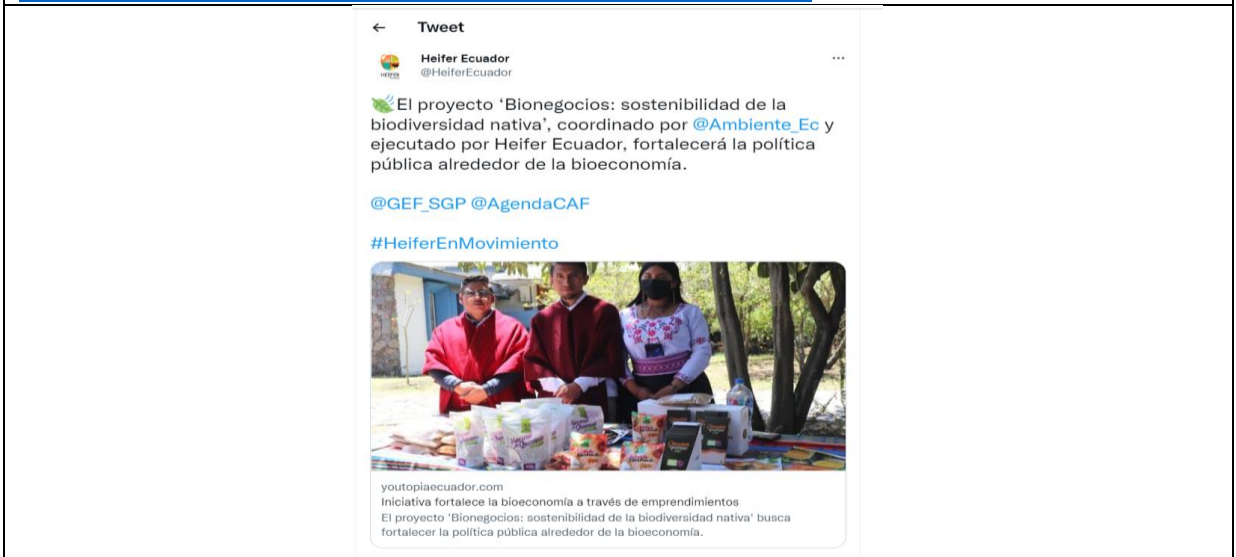 Tweet
Heifer Ecuador
@HeiferEcuador
El proyecto ‘Bionegocios: sostenibilidad de la
biodiversidad nativa’, coordinado por @Ambiente_Ec y
ejecutado por Heifer Ecuador, fortalecerá la política
pública alrededor de la bioeconomía.
@GEF_SGP @AgendaCAF
#HeiferEnMovimiento
youtopiaecuador.com
Iniciativa fortalece la bioeconomía a través de emprendimientos
El proyecto 'Bionegocios: sostenibilidad de la biodiversidad nativa' busca
fortalecer la política pública alrededor de la bioeconomía.